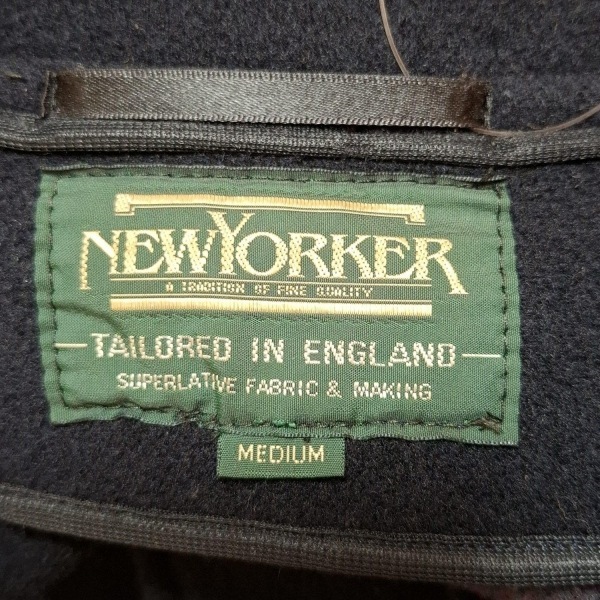 NEWYORKER
A TRADITION OF FINE QUALITY
TAILORED IN ENGLAND
SUPERLATIVE FABRIC & MAKING
MEDIUM